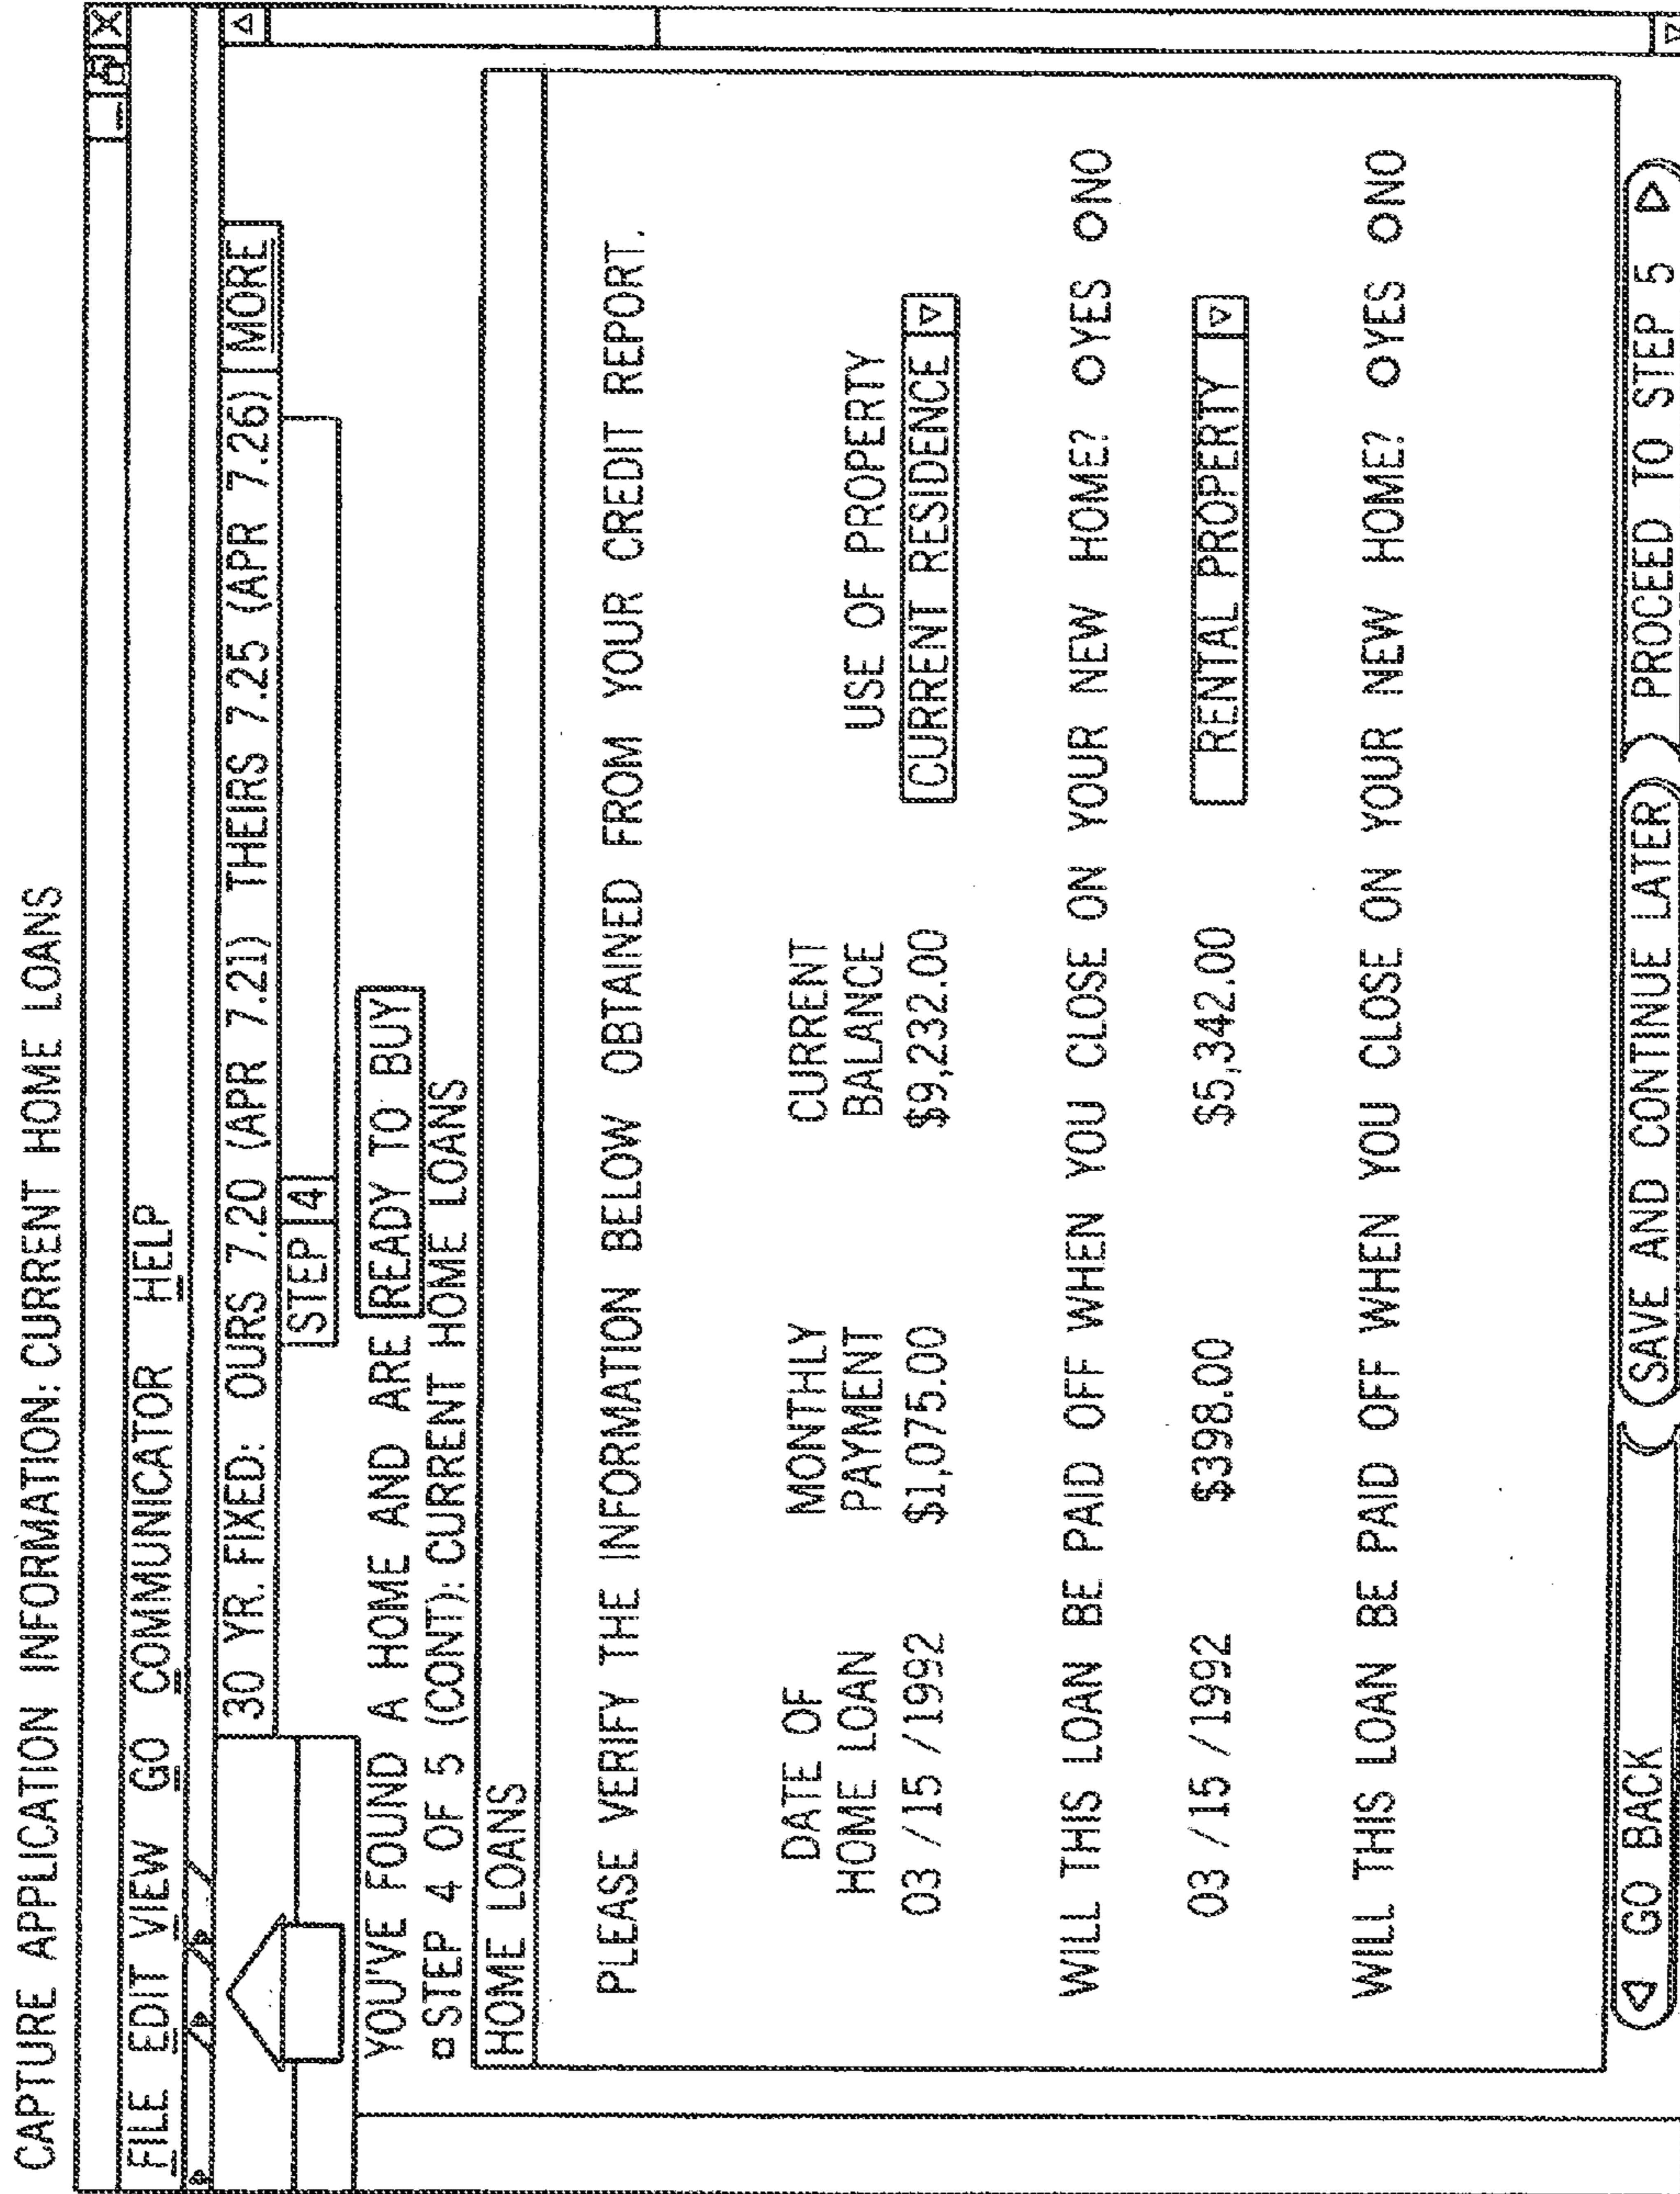 CAPTURE APPLICATION INFORMATION: CURRENT HOME LOANS
FILE EDIT VIEW GO COMMUNICATOR HELP
30 YR. FIXED: OURS 7.20 (APR 7.21) THEIRS 7.25 (APR 7.26) MORE
STEP 4
YOU'VE FOUND A HOME AND ARE READY TO BUY
STEP 4 OF 5 (CONT): CURRENT HOME LOANS
HOME LOANS
PLEASE VERIFY THE INFORMATION BELOW OBTAINED FROM YOUR CREDIT REPORT.
DATE OF MONTHLY CURRENT
HOME LOAN PAYMENT BALANCE USE OF PROPERTY
03 /15 /1992 $1,075.00 $9,232.00 CURRENT RESIDENCE
WILL THIS LOAN BE PAID OFF WHEN YOU CLOSE ON YOUR NEW HOME? YES NO
03 /15 /1992 $398.00 $5,342.00 RENTAL PROPERTY
WILL THIS LOAN BE PAID OFF WHEN YOU CLOSE ON YOUR NEW HOME? YES NO
GO BACK SAVE AND CONTINUE LATER PROCEED TO STEP 5